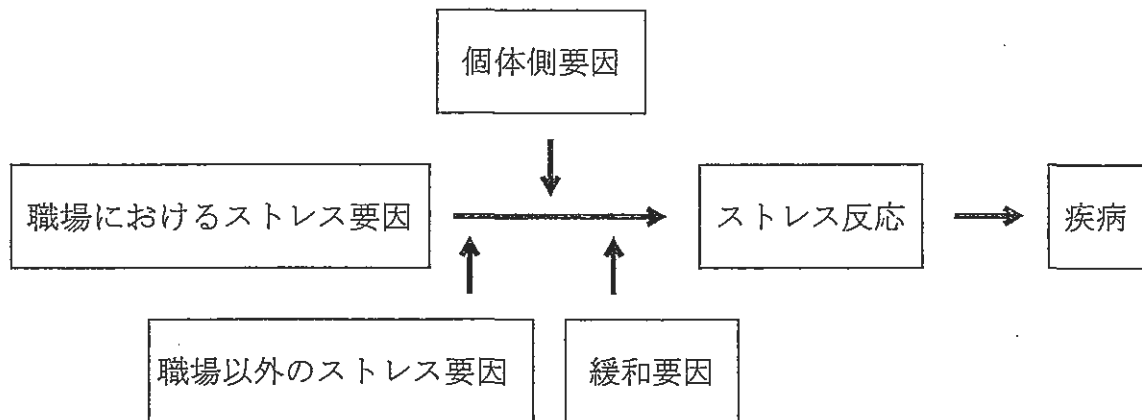 個体側要因
職場におけるストレス要因
ストレス反応
疾病
職場以外のストレス要因
緩和要因